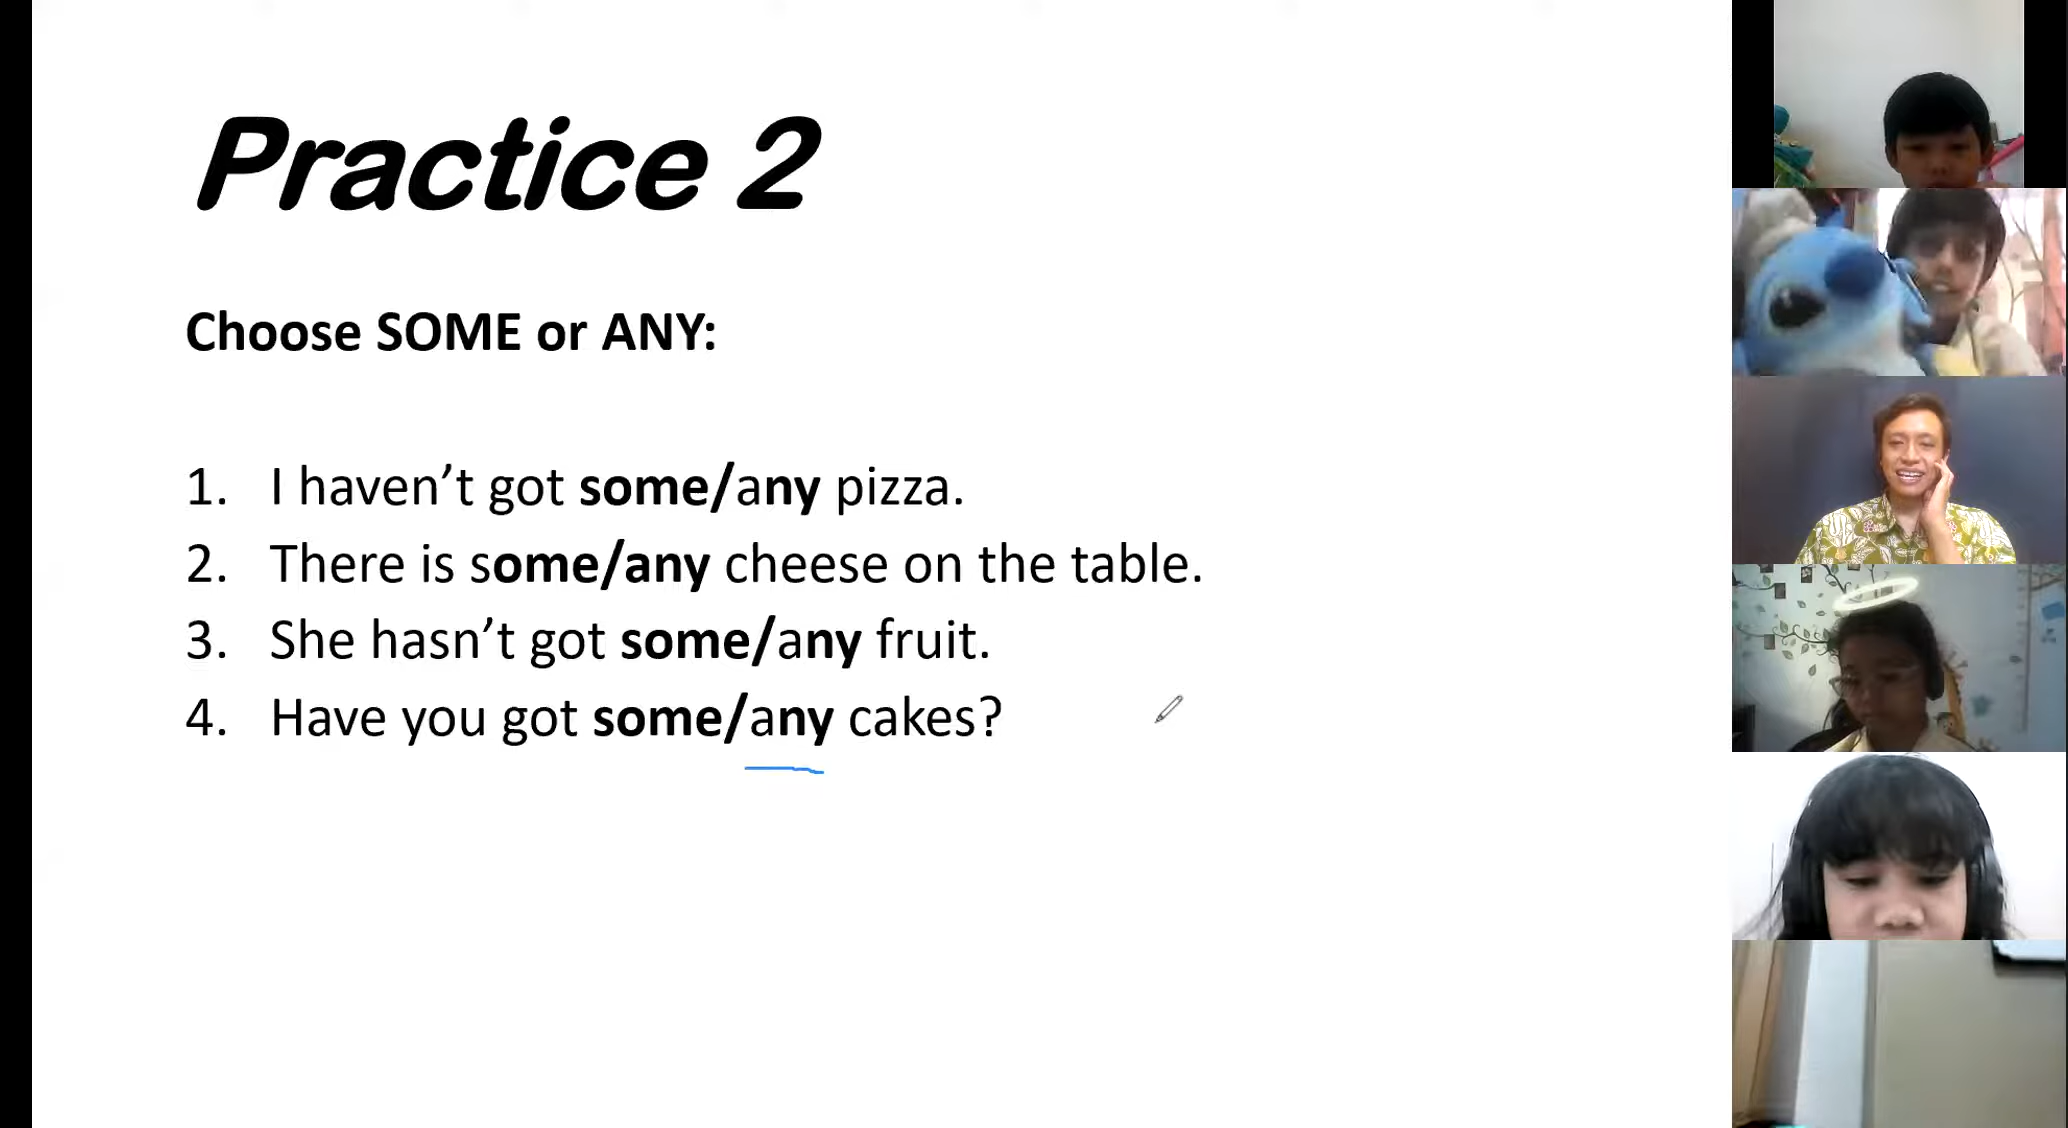 Practice 2
Choose SOME or ANY:
1. I haven’t got some/any pizza.
2. There is some/any cheese on the table.
3. She hasn’t got some/any fruit.
4. Have you got some/any cakes?